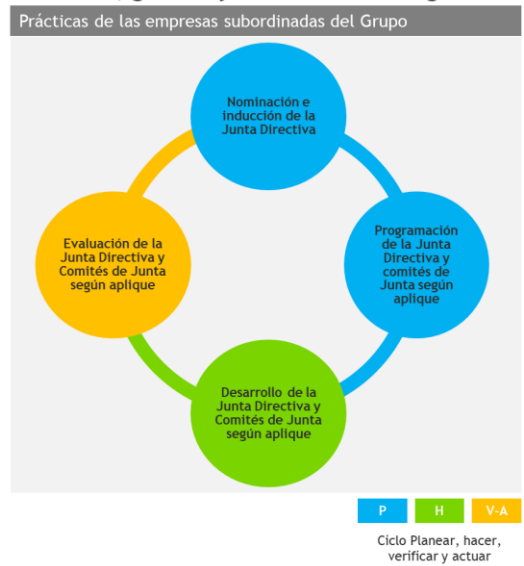 Prácticas de las empresas subordinadas del Grupo
Nominación e
inducción de la
Junta Directiva
Evaluación de la
Junta Directiva y
Comités de Junta
según aplique
Programación
de la Junta
Directiva y
comités de
Junta según
aplique
Desarrollo de la
Junta Directiva y
Comités de Junta
según aplique
P
H
V-A
Ciclo Planear, hacer,
verificar y actuar